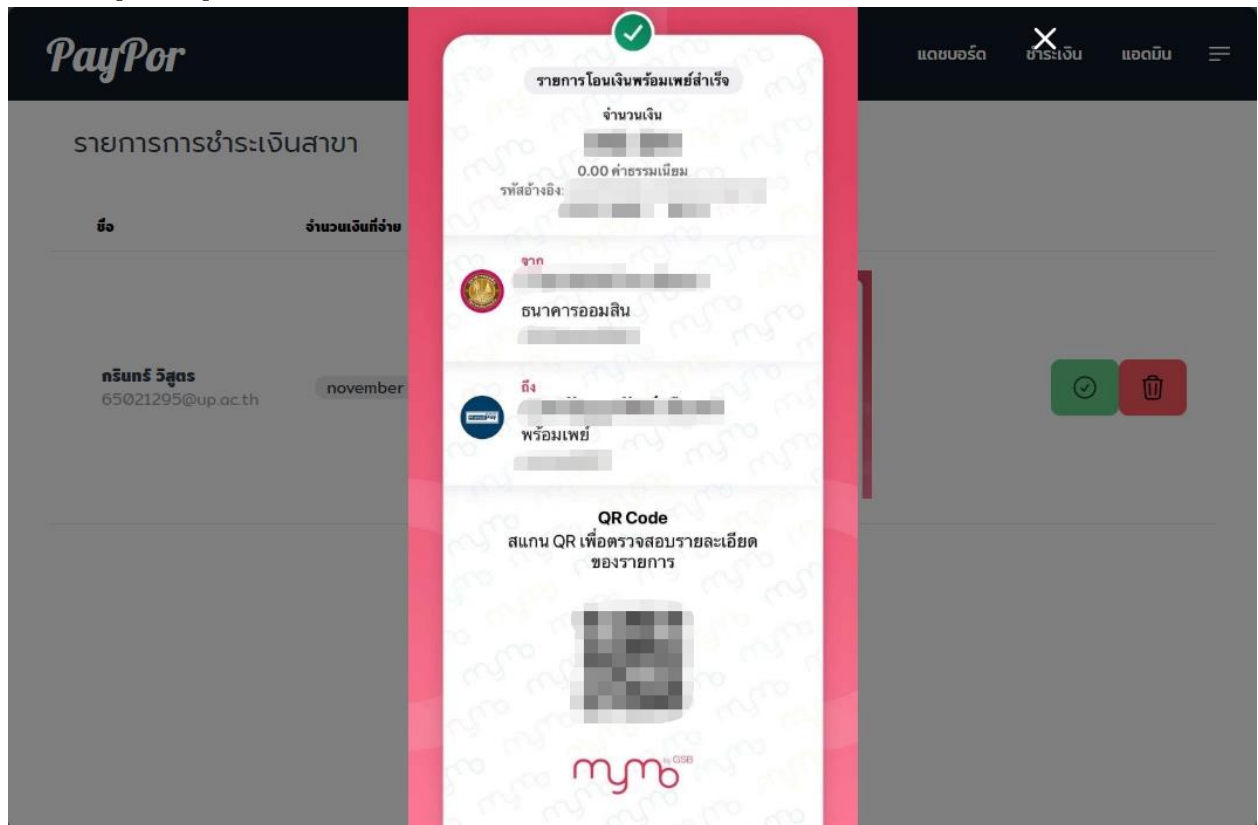 PayPor
แดชบอร์ด ชำระเงิน แอดมิน
รายการการชำระเงินสาขา
ชื่อ จำนวนเงินที่จ่าย
กรินทร์ วิสูตร
65021295@up.ac.th
november
รายการโอนเงินพร้อมเพย์สำเร็จ
จำนวนเงิน
0.00 ค่าธรรมเนียม
รหัสอ้างอิง:
จาก
ธนาคารออมสิน
ถึง
พร้อมเพย์
QR Code
สแกน QR เพื่อตรวจสอบรายละเอียด
ของรายการ
mymo by GSB